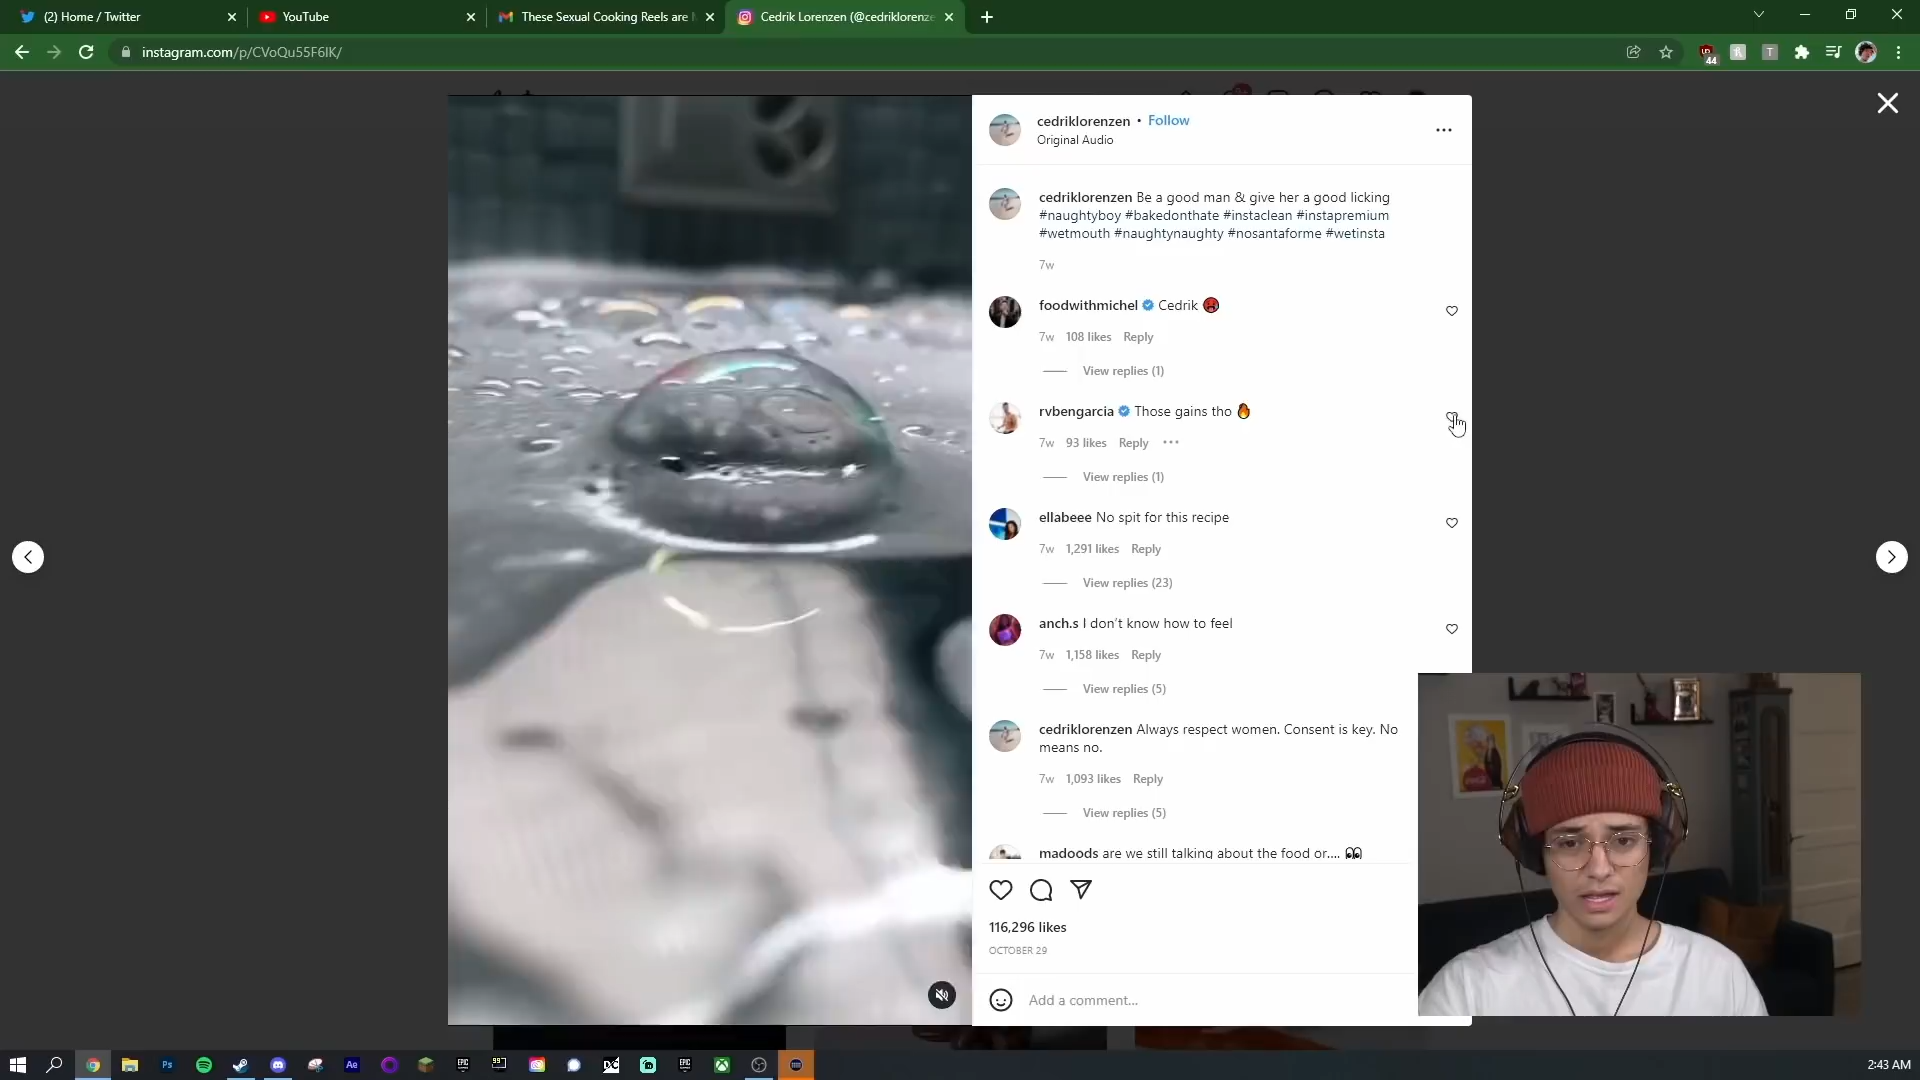 (2) Home / Twitter
YouTube
These Sexual Cooking Reels are
Cedrik Lorenzen (@cedriklorenze
instagram.com/p/CVoQu55F6lK/
44
T
cedriklorenzen • Follow
Original Audio
cedriklorenzen Be a good man & give her a good licking
#naughtyboy #bakedonthate #instaclean #instapremium
#wetmouth #naughtynaughty #nosantaforme #wetinsta
7w
foodwithmichel Cedrik
7w 108 likes Reply
View replies (1)
rvbengarcia Those gains tho
7w 93 likes Reply
View replies (1)
ellabeee No spit for this recipe
7w 1,291 likes Reply
View replies (23)
anch.s I don't know how to feel
7w 1,158 likes Reply
View replies (5)
cedriklorenzen Always respect women. Consent is key. No
means no.
7w 1,093 likes Reply
View replies (5)
madoods are we still talking about the food or....
116,296 likes
OCTOBER 29
Add a comment...
Ps
Ae
EPIC
99+
EPIC
2:43 AM